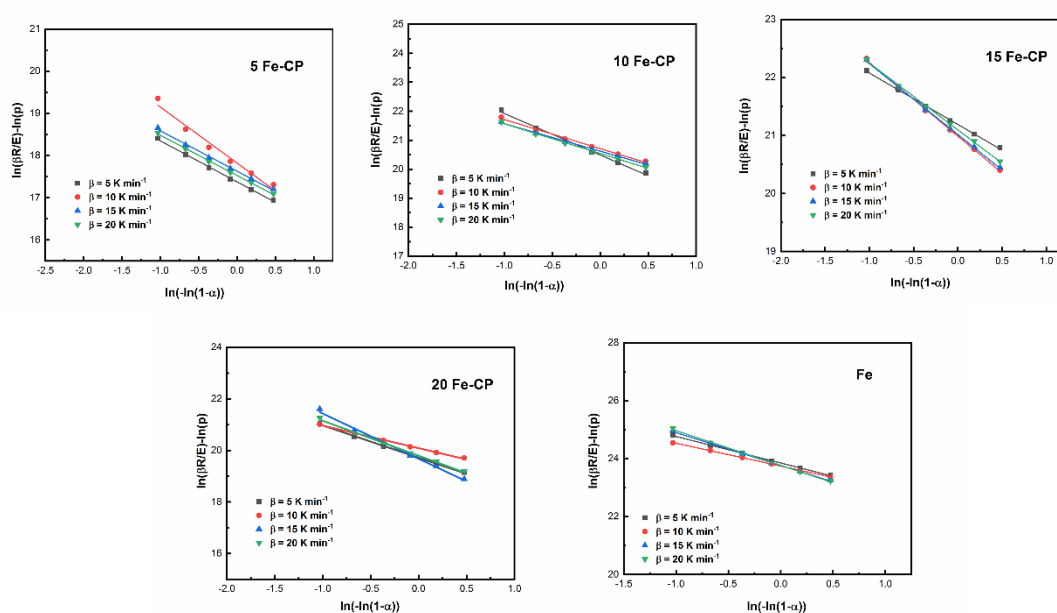 5 Fe-CP
ln(βR/E)-ln(p)
21
20
19
18
17
16
β = 5 K min⁻¹
β = 10 K min⁻¹
β = 15 K min⁻¹
β = 20 K min⁻¹
-2.5 -2.0 -1.5 -1.0 -0.5 0.0 0.5 1.0
ln(-ln(1-α))
10 Fe-CP
ln(βR/E)-ln(p)
25
24
23
22
21
20
19
18
17
β = 5 K min⁻¹
β = 10 K min⁻¹
β = 15 K min⁻¹
β = 20 K min⁻¹
-2.0 -1.5 -1.0 -0.5 0.0 0.5 1.0
ln(-ln(1-α))
15 Fe-CP
ln(βR/E)-ln(p)
23
22
21
20
19
β = 5 K min⁻¹
β = 10 K min⁻¹
β = 15 K min⁻¹
β = 20 K min⁻¹
-2.0 -1.5 -1.0 -0.5 0.0 0.5 1.0
ln(-ln(1-α))
20 Fe-CP
ln(βR/E)-ln(p)
24
22
20
18
16
β = 5 K min⁻¹
β = 10 K min⁻¹
β = 15 K min⁻¹
β = 20 K min⁻¹
-2.0 -1.5 -1.0 -0.5 0.0 0.5 1.0
ln(-ln(1-α))
Fe
ln(βR/E)-ln(p)
28
26
24
22
20
β = 5 K min⁻¹
β = 10 K min⁻¹
β = 15 K min⁻¹
β = 20 K min⁻¹
-1.5 -1.0 -0.5 0.0 0.5 1.0
ln(-ln(1-α))